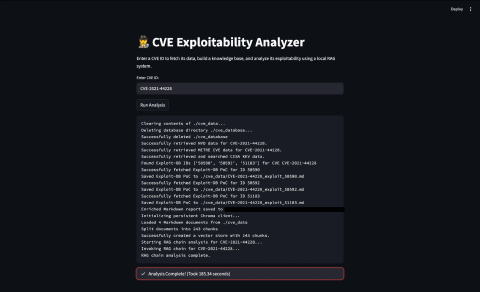 Deploy
CVE Exploitability Analyzer
Enter a CVE ID to fetch its data, build a knowledge base, and analyze its exploitability using a local RAG
system.
Enter CVE ID:
CVE-2021-44228
Run Analysis
Clearing contents of ./cve_data...
Deleting database directory ./cve_database...
Successfully deleted ./cve_database
Successfully retrieved NVD data for CVE-2021-44228.
Successfully retrieved MITRE CVE data for CVE-2021-44228.
Successfully retrieved and searched CISA KEV data.
Found Exploit-DB IDs ['50590', '50592', '51183'] for CVE CVE-2021-44228
Successfully fetched Exploit-DB PoC for ID 50590
Saved Exploit-DB PoC to ./cve_data/CVE-2021-44228_exploit_50590.md
Successfully fetched Exploit-DB PoC for ID 50592
Saved Exploit-DB PoC to ./cve_data/CVE-2021-44228_exploit_50592.md
Successfully fetched Exploit-DB PoC for ID 51183
Saved Exploit-DB PoC to ./cve_data/CVE-2021-44228_exploit_51183.md
Enriched Markdown report saved to
Initializing persistent Chroma client...
Loaded 4 Markdown documents from ./cve_data
Split documents into 243 chunks
Successfully created a vector store with 243 chunks.
Starting RAG chain analysis for CVE-2021-44228...
Invoking RAG chain for CVE-2021-44228...
RAG chain analysis complete.
Analysis Complete! (Took 185.34 seconds)